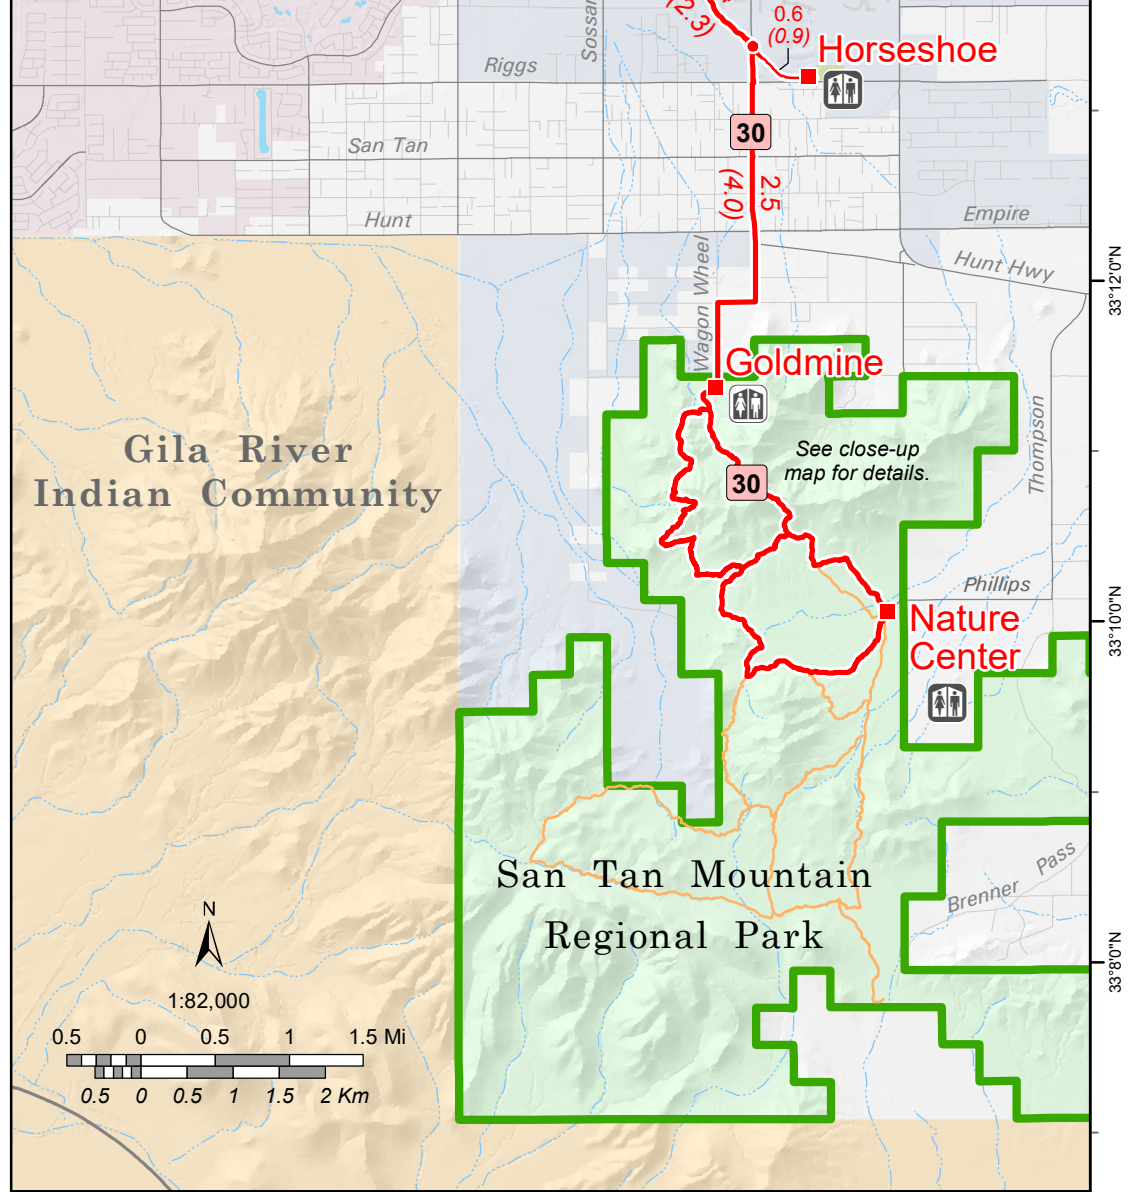 (2.3)
0.6
(0.9)
Horseshoe
Sossar
Riggs
30
San Tan
2.5
(4.0)
Hunt
Empire
Wagon Wheel
Hunt Hwy
33°12'0"N
Goldmine
Thompson
Gila River
Indian Community
See close-up
map for details.
30
Phillips
Nature
Center
33°10'0"N
San Tan Mountain
Regional Park
Brenner Pass
N
33°8'0"N
1:82,000
0.5 0 0.5 1 1.5 Mi
0.5 0 0.5 1 1.5 2 Km